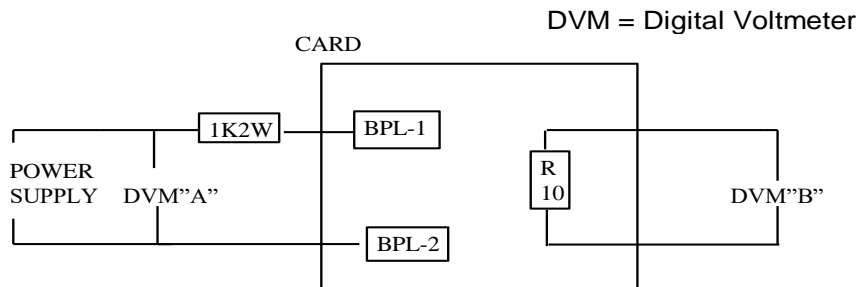 DVM = Digital Voltmeter
CARD
1K2W
BPL-1
POWER
SUPPLY
DVM”A”
R
10
DVM”B”
BPL-2